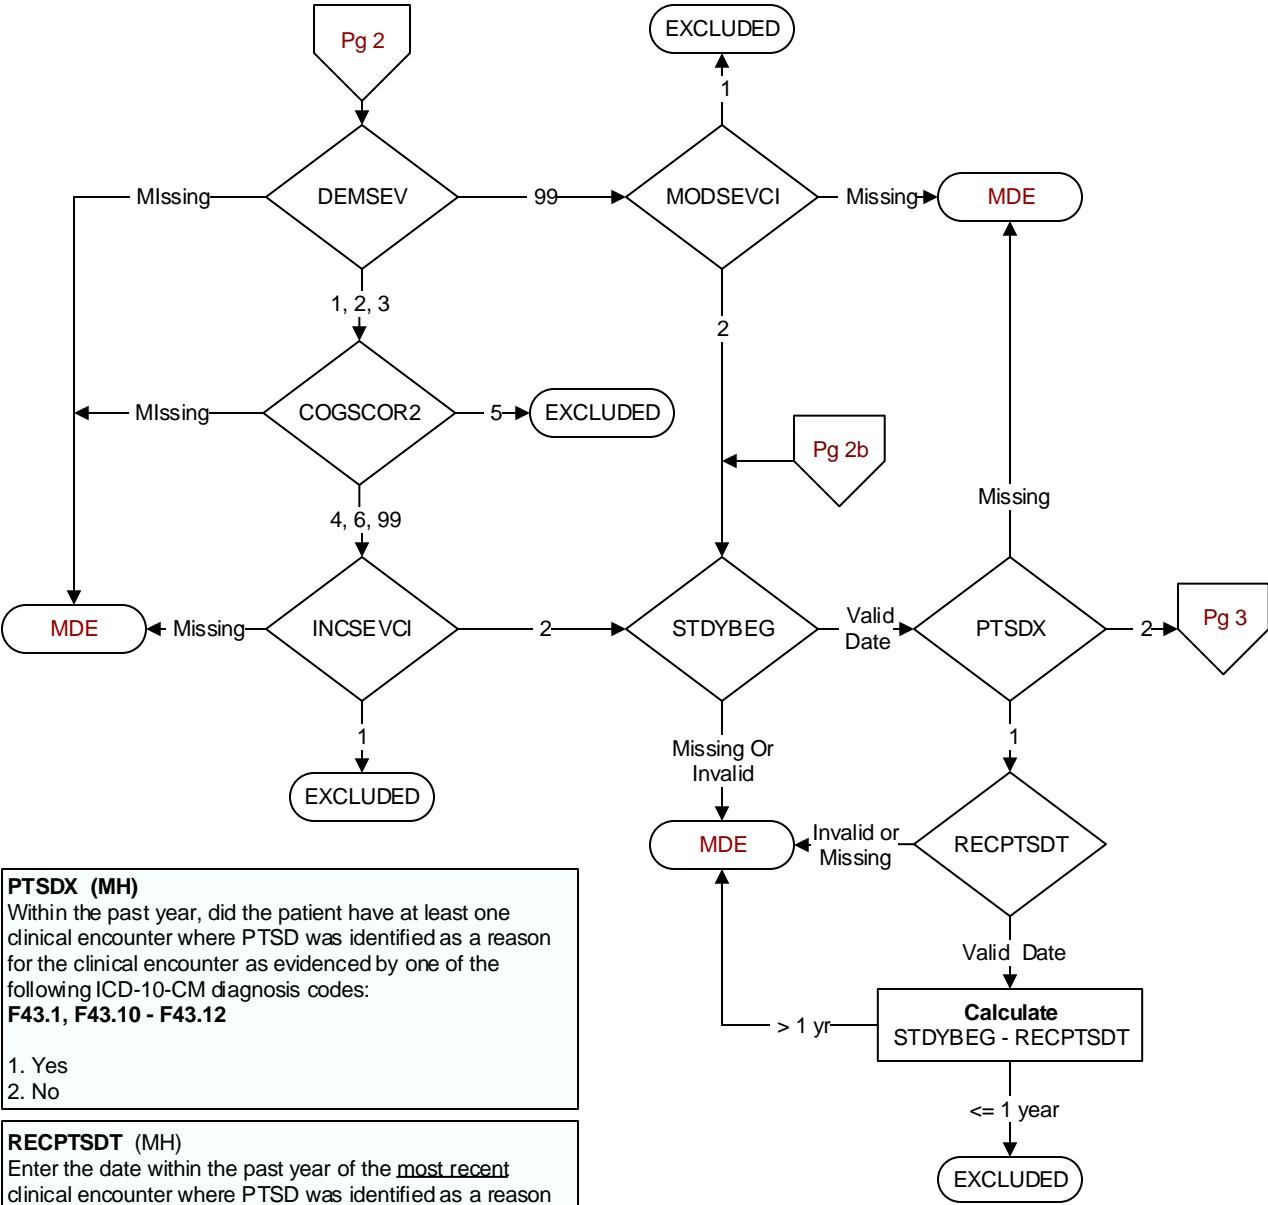 Pg 2
EXCLUDED
1
MIssing
DEMSEV
99
MODSEVCI
Missing
MDE
1, 2, 3
2
MIssing
COGSCOR2
5
EXCLUDED
Pg 2b
Missing
4, 6, 99
MDE
Missing
INCSEVCI
2
STDYBEG
Valid
Date
PTSDX
2
Pg 3
1
EXCLUDED
Missing Or
Invalid
1
MDE
Invalid or
Missing
RECPTSDT
Valid Date
Calculate
STDYBEG - RECPTSDT
> 1 yr
<= 1 year
EXCLUDED
PTSDX (MH)
Within the past year, did the patient have at least one
clinical encounter where PTSD was identified as a reason
for the clinical encounter as evidenced by one of the
following ICD-10-CM diagnosis codes:
F43.1, F43.10 - F43.12
1. Yes
2. No
RECPTSDT (MH)
Enter the date within the past year of the most recent
clinical encounter where PTSD was identified as a reason